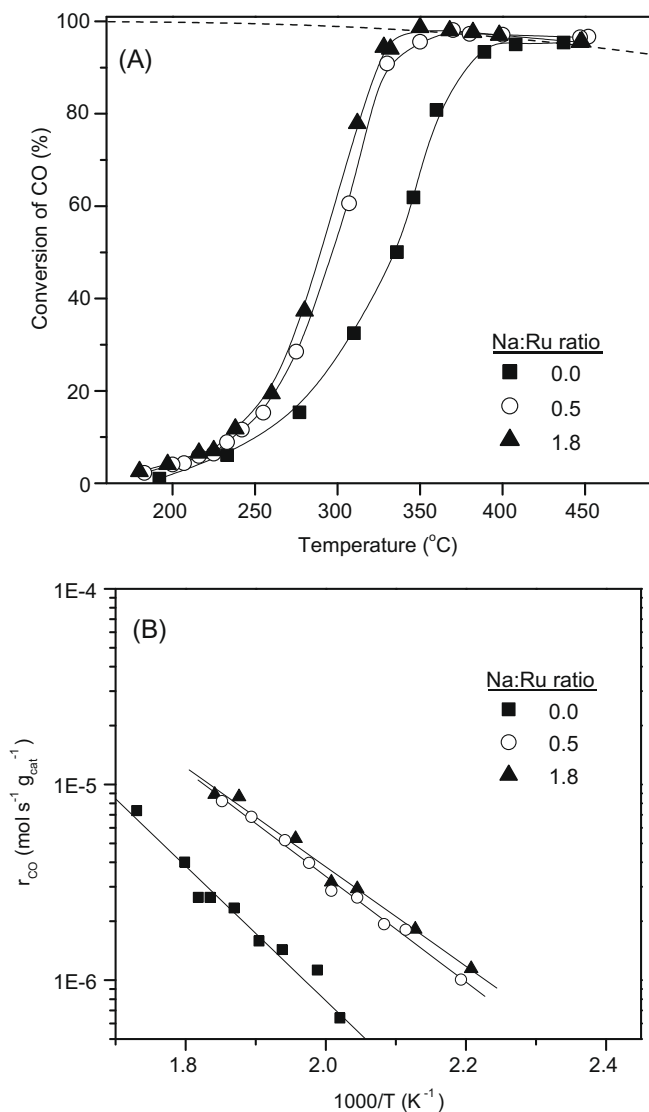 (A)
Conversion of CO (%)
100
80
60
40
20
0
Na:Ru ratio
0.0
0.5
1.8
200 250 300 350 400 450
Temperature (°C)
(B)
r_CO (mol s⁻¹ g_cat⁻¹)
1E-4
1E-5
1E-6
Na:Ru ratio
0.0
0.5
1.8
1.8 2.0 2.2 2.4
1000/T (K⁻¹)